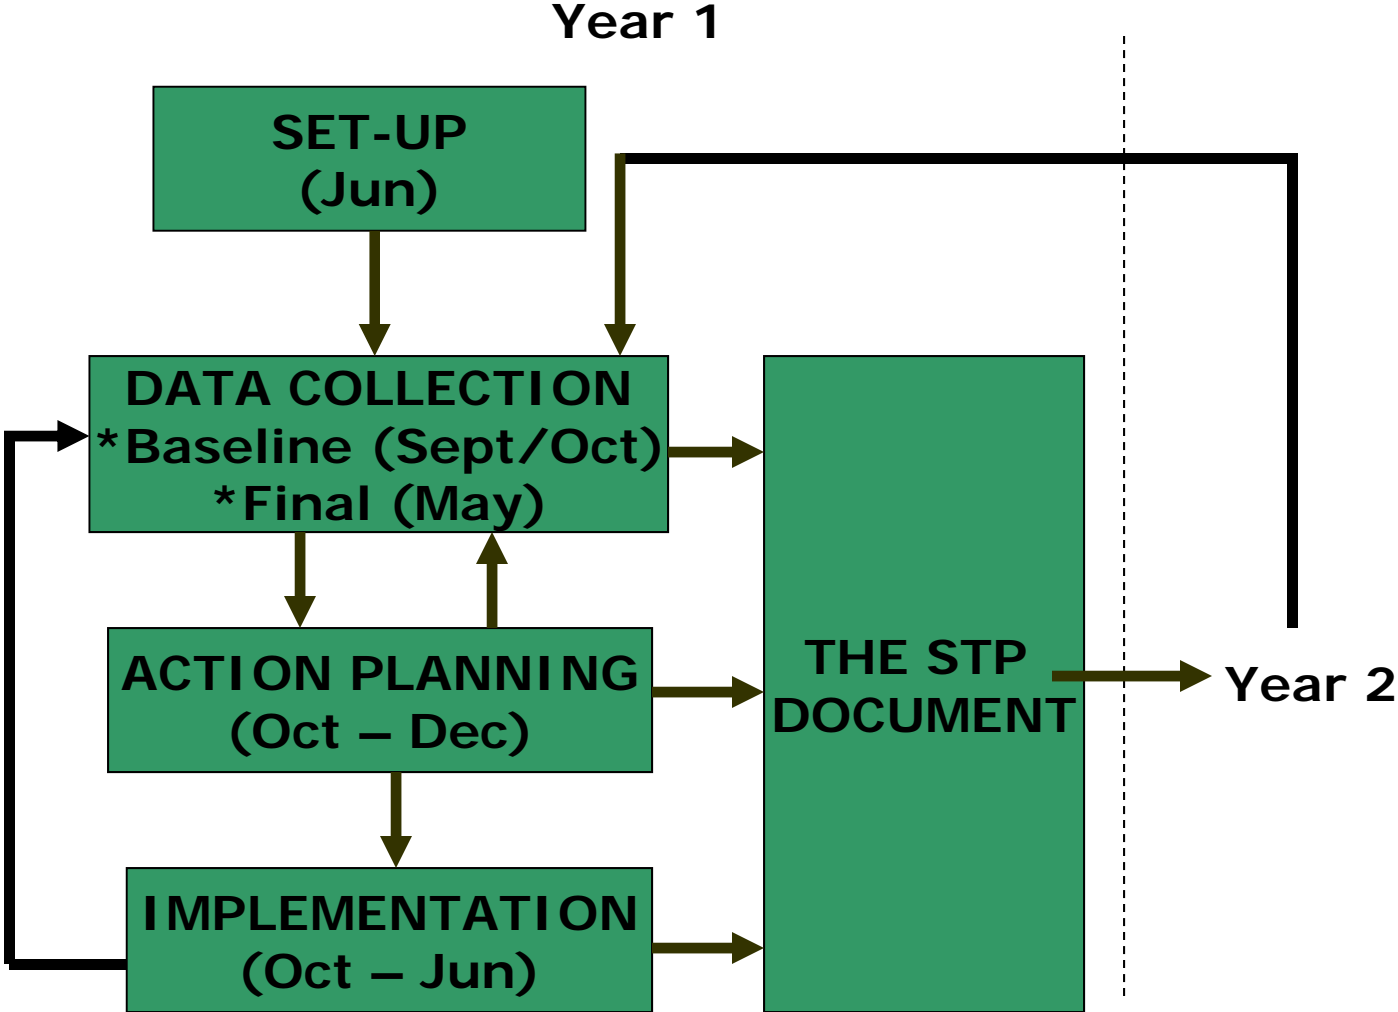 Year 1
SET-UP
(Jun)
DATA COLLECTION
*Baseline (Sept/Oct)
*Final (May)
ACTION PLANNING
(Oct – Dec)
IMPLEMENTATION
(Oct – Jun)
THE STP
DOCUMENT
Year 2